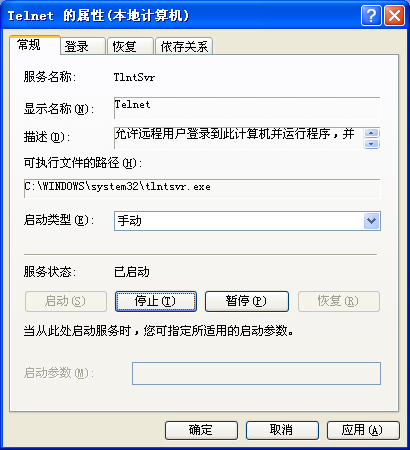 Telnet 的属性(本地计算机)
常规 登录 恢复 依存关系
服务名称: TlntSvr
显示名称(N): Telnet
描述(D): 允许远程用户登录到此计算机并运行程序，并
可执行文件的路径(H):
C:\WINDOWS\system32\tlntsvr.exe
启动类型(E): 手动
服务状态: 已启动
启动(S) 停止(T) 暂停(P) 恢复(R)
当从此处启动服务时，您可指定所适用的启动参数。
启动参数(M):
确定 取消 应用(A)